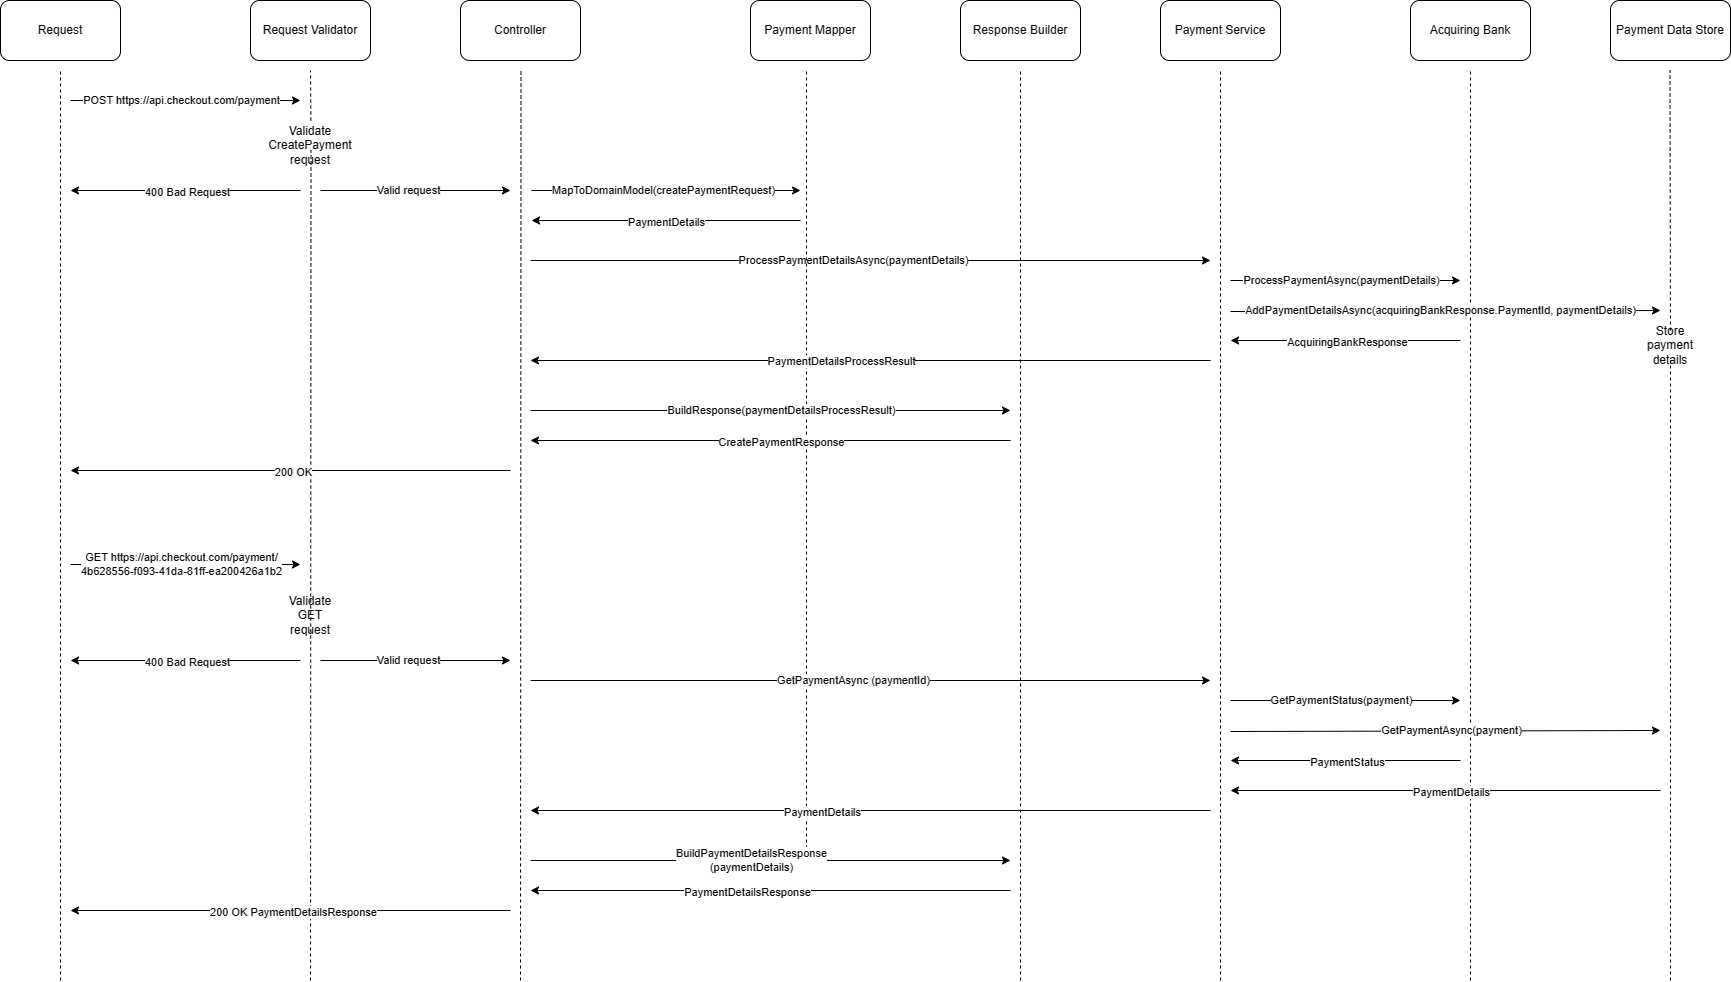 Request
Request Validator
Controller
Payment Mapper
Response Builder
Payment Service
Acquiring Bank
Payment Data Store
POST https://api.checkout.com/payment
Validate
CreatePayment
request
400 Bad Request
Valid request
MapToDomainModel(createPaymentRequest)
PaymentDetails
ProcessPaymentDetailsAsync(paymentDetails)
ProcessPaymentAsync(paymentDetails)
AddPaymentDetailsAsync(acquiringBankResponse.PaymentId, paymentDetails)
Store
payment
details
AcquiringBankResponse
PaymentDetailsProcessResult
BuildResponse(paymentDetailsProcessResult)
CreatePaymentResponse
200 OK
GET https://api.checkout.com/payment/
4b628556-f093-41da-81ff-ea200426a1b2
Validate
GET
request
400 Bad Request
Valid request
GetPaymentAsync (paymentId)
GetPaymentStatus(payment)
GetPaymentAsync(payment)
PaymentStatus
PaymentDetails
PaymentDetails
BuildPaymentDetailsResponse
(paymentDetails)
PaymentDetailsResponse
200 OK PaymentDetailsResponse